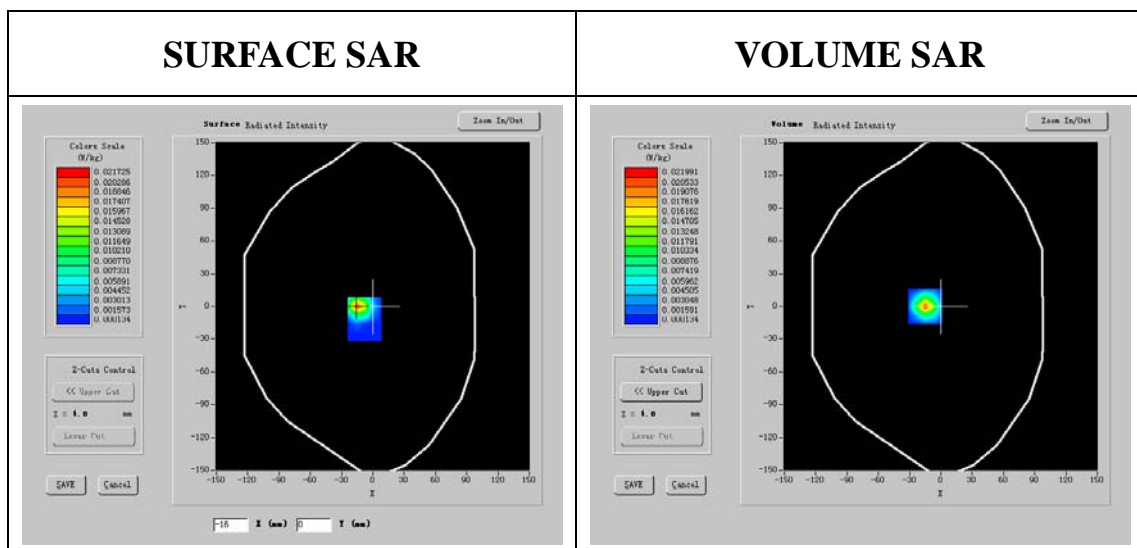 SURFACE SAR
VOLUME SAR
Surface Radiated Intensity
Zoom In/Out
Colors Scale
(W/kg)
0.021725
0.020286
0.018846
0.017407
0.015967
0.014528
0.013089
0.011649
0.010210
0.008770
0.007331
0.005891
0.004452
0.003013
0.001573
0.000134
150
120
90
60
30
0
-30
-60
-90
-120
-150
Y
-150 -120 -90 -60 -30 0 30 60 90 120 150
X
Z-Cuts Control
<< Upper Cut
Z = 4.0 mm
Lower Cut
SAVE Cancel
-16 X (mm) 0 Y (mm)
Volume Radiated Intensity
Zoom In/Out
Colors Scale
(W/kg)
0.021991
0.020533
0.019076
0.017619
0.016162
0.014705
0.013248
0.011791
0.010334
0.008876
0.007419
0.005962
0.004505
0.003048
0.001591
0.000134
150
120
90
60
30
0
-30
-60
-90
-120
-150
Y
-150 -120 -90 -60 -30 0 30 60 90 120 150
X
Z-Cuts Control
<< Upper Cut
Z = 4.0 mm
Lower Cut
SAVE Cancel